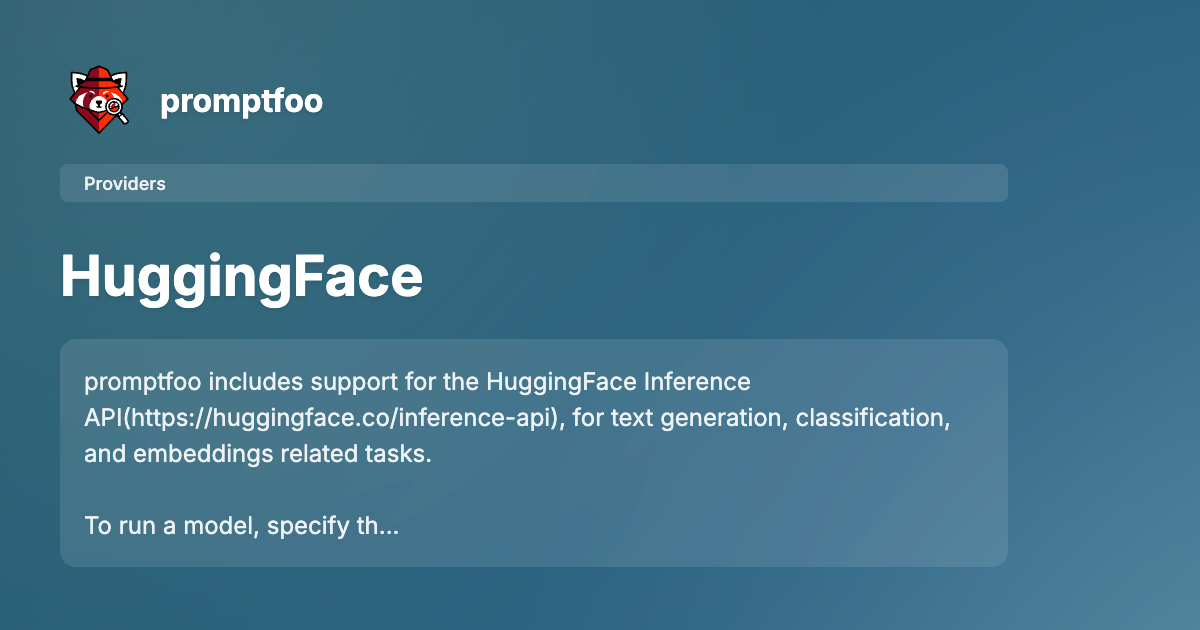 promptfoo
Providers
HuggingFace
promptfoo includes support for the HuggingFace Inference
API(https://huggingface.co/inference-api), for text generation, classification,
and embeddings related tasks.
To run a model, specify th...